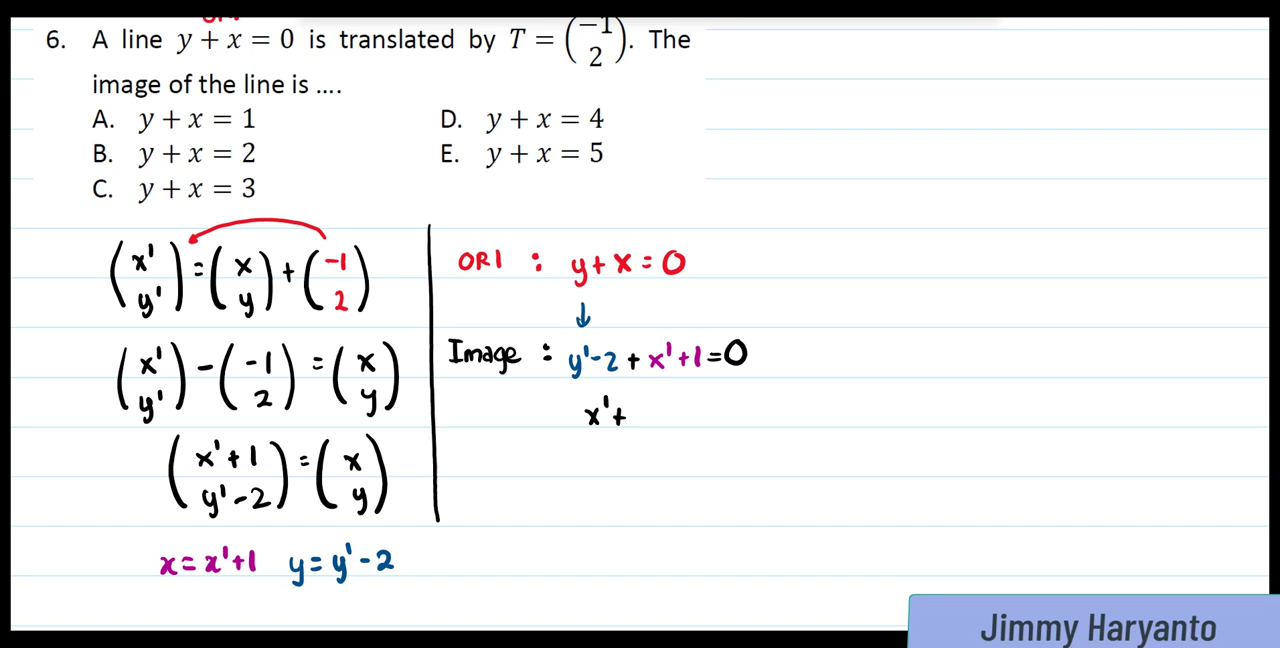 6. A line y + x = 0 is translated by T = (−1 2). The
image of the line is ....
A. y + x = 1
B. y + x = 2
C. y + x = 3
D. y + x = 4
E. y + x = 5
(x' y') = (x y) + (-1 2)
(x' y') - (-1 2) = (x y)
(x'+1 y'-2) = (x y)
x = x'+1 y = y'-2
ORI : y + x = 0
↓
Image : y'-2 + x'+1 = 0
x'+
Jimmy Haryanto